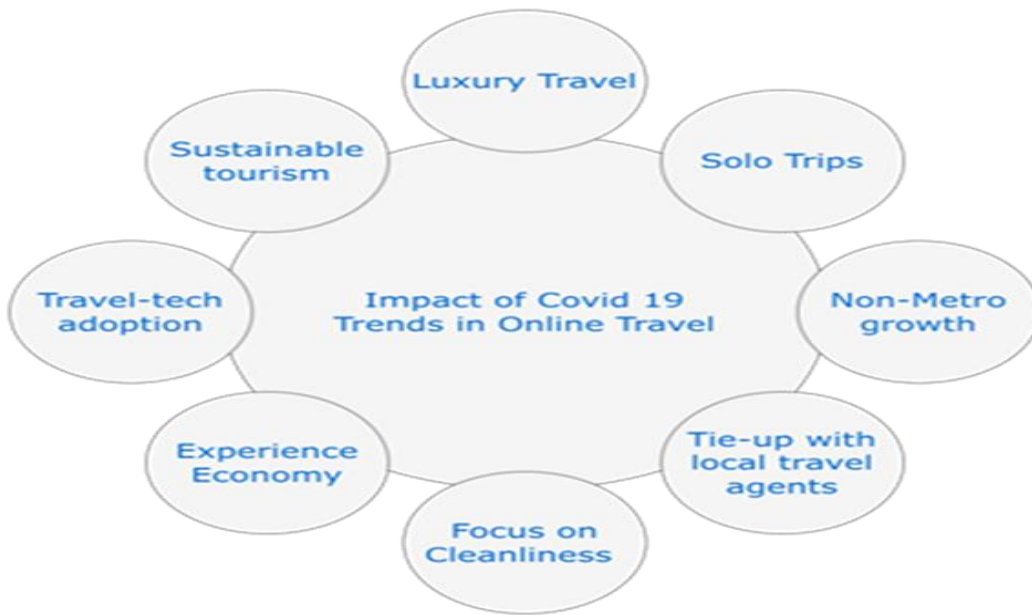 Luxury Travel
Sustainable
tourism
Solo Trips
Travel-tech
adoption
Impact of Covid 19
Trends in Online Travel
Non-Metro
growth
Experience
Economy
Tie-up with
local travel
agents
Focus on
Cleanliness